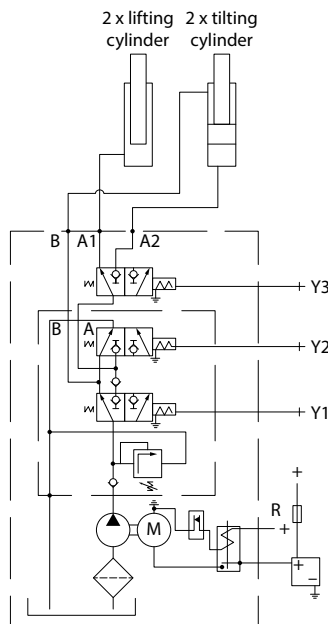 2 x lifting 2 x tilting
cylinder cylinder
B A1 A2
Y3
B A
Y2
Y1
R
+
+
M
+ −